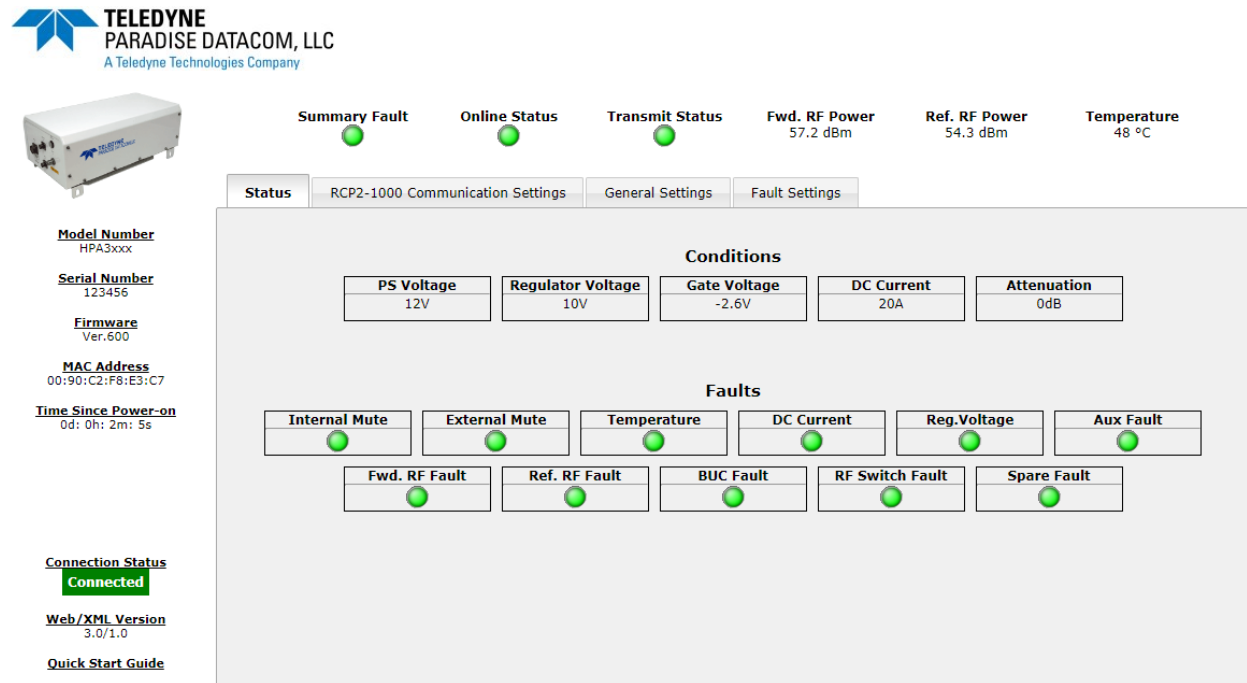 TELEDYNE
PARADISE DATACOM, LLC
A Teledyne Technologies Company
Summary Fault Online Status Transmit Status Fwd. RF Power Ref. RF Power Temperature
57.2 dBm 54.3 dBm 48 °C
Status RCP2-1000 Communication Settings General Settings Fault Settings
Model Number
HPA3xxx
Serial Number
123456
Firmware
Ver.600
MAC Address
00:90:C2:F8:E3:C7
Time Since Power-on
0d: 0h: 2m: 5s
Connection Status
Connected
Web/XML Version
3.0/1.0
Quick Start Guide
Conditions
PS Voltage Regulator Voltage Gate Voltage DC Current Attenuation
12V 10V -2.6V 20A 0dB
Faults
Internal Mute External Mute Temperature DC Current Reg.Voltage Aux Fault
Fwd. RF Fault Ref. RF Fault BUC Fault RF Switch Fault Spare Fault